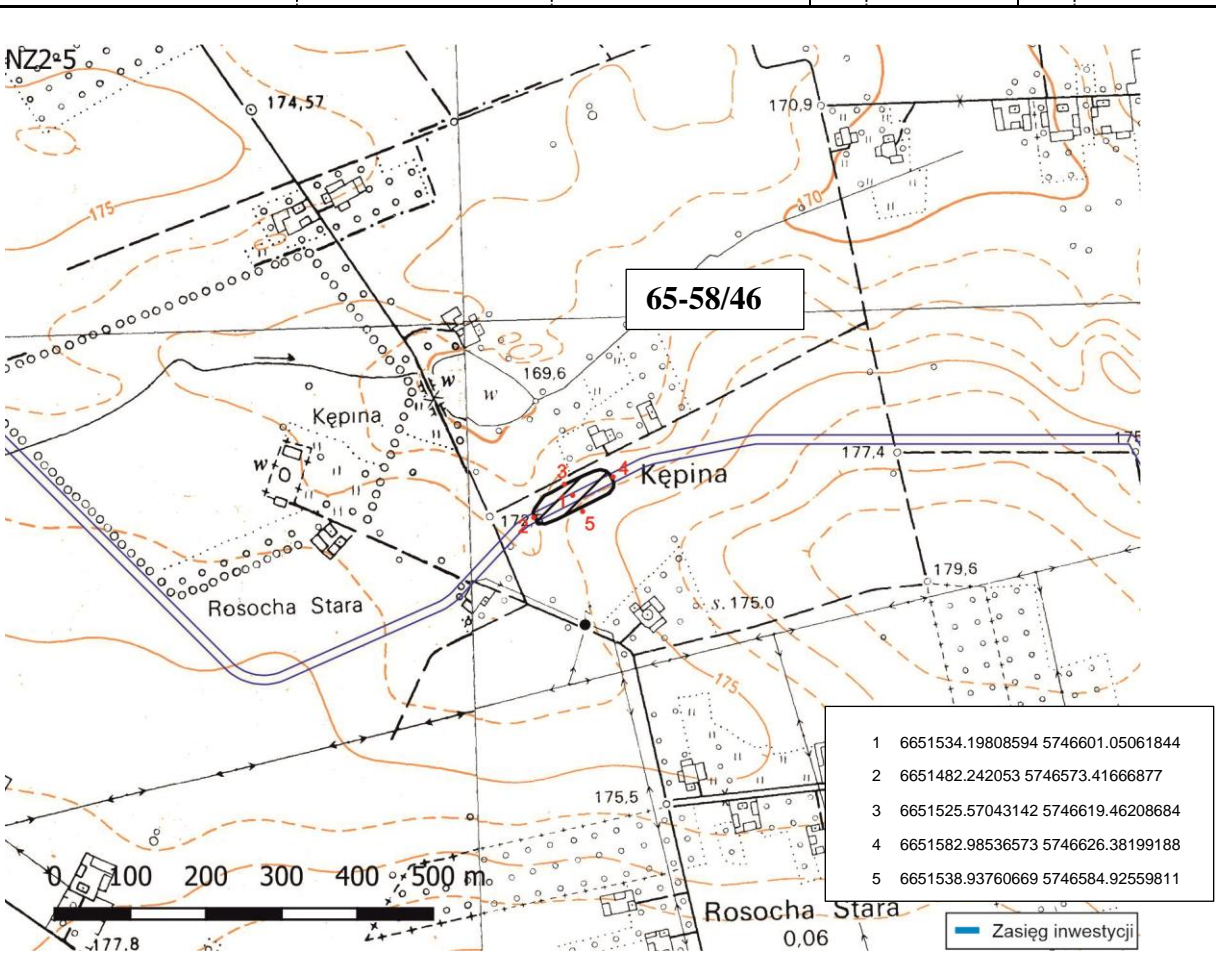 NZ2-5
174,57
170,9
175
170
65-58/46
169,6
w
w
Kępina
w
177,4
175
3
4
Kępina
1
172,
2
5
179,6
Rosocha Stara
s. 175.0
175
1 6651534.19808594 5746601.05061844
2 6651482.242053 5746573.41666877
3 6651525.57043142 5746619.46208684
4 6651582.98536573 5746626.38199188
5 6651538.93760669 5746584.92559811
175,5
0 100 200 300 400 500 m
Rosocha Stara
0,06
177.8
Zasięg inwestycji